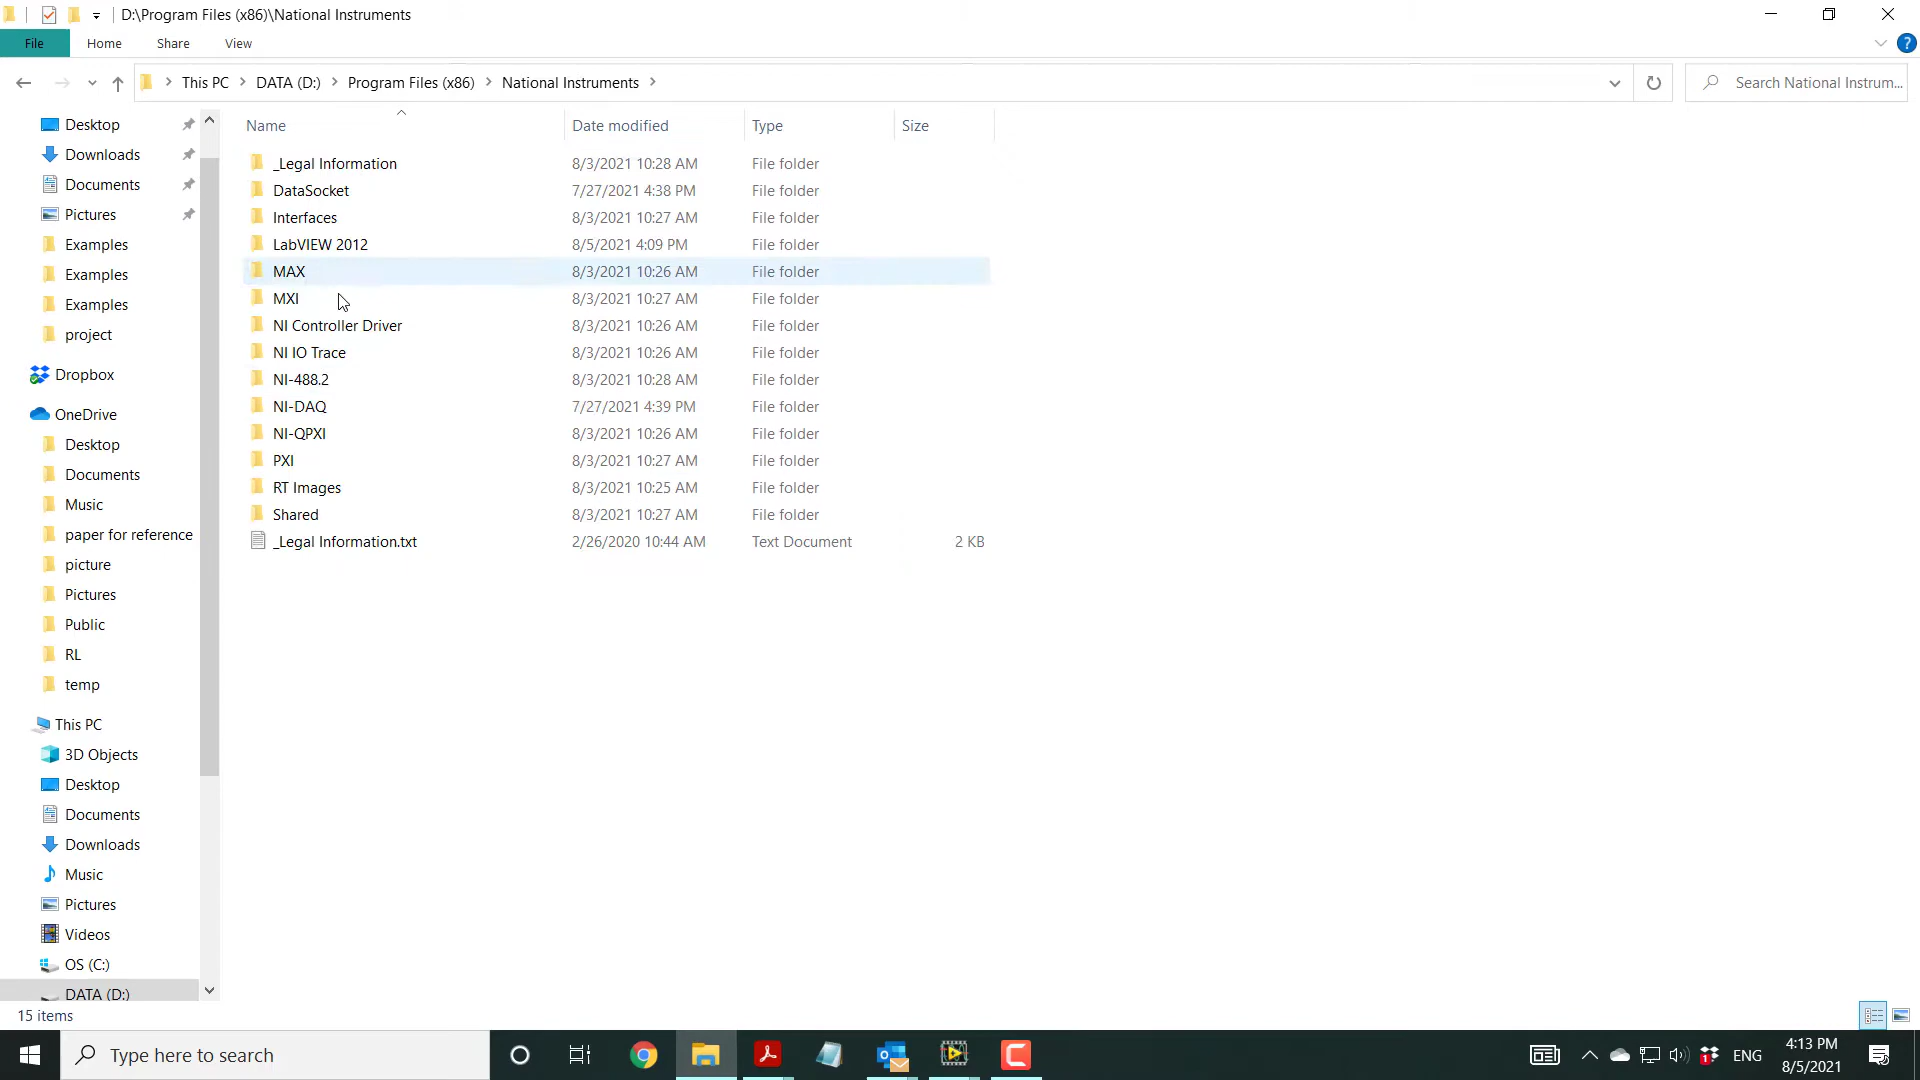 D:\Program Files (x86)\National Instruments
File Home Share View ?
This PC DATA (D:) Program Files (x86) National Instruments Search National Instrum...
Desktop
Downloads
Documents
Pictures
Examples
Examples
Examples
project
Dropbox
OneDrive
Desktop
Documents
Music
paper for reference
picture
Pictures
Public
RL
temp
This PC
3D Objects
Desktop
Documents
Downloads
Music
Pictures
Videos
OS (C:)
DATA (D:)
Name Date modified Type Size
_Legal Information 8/3/2021 10:28 AM File folder
DataSocket 7/27/2021 4:38 PM File folder
Interfaces 8/3/2021 10:27 AM File folder
LabVIEW 2012 8/5/2021 4:09 PM File folder
MAX 8/3/2021 10:26 AM File folder
MXI 8/3/2021 10:27 AM File folder
NI Controller Driver 8/3/2021 10:26 AM File folder
NI IO Trace 8/3/2021 10:26 AM File folder
NI-488.2 8/3/2021 10:28 AM File folder
NI-DAQ 7/27/2021 4:39 PM File folder
NI-QPXI 8/3/2021 10:26 AM File folder
PXI 8/3/2021 10:27 AM File folder
RT Images 8/3/2021 10:25 AM File folder
Shared 8/3/2021 10:27 AM File folder
_Legal Information.txt 2/26/2020 10:44 AM Text Document 2 KB
15 items
Type here to search
1
ENG
4:13 PM
8/5/2021